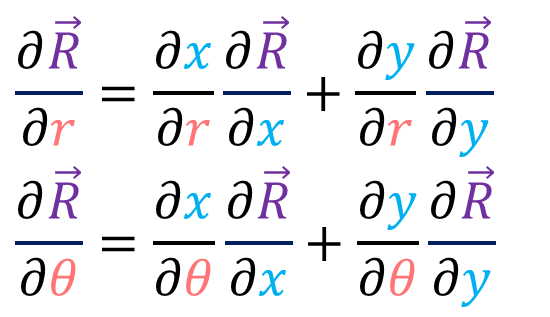 ∂R⃗/∂r = ∂x/∂r ∂R⃗/∂x + ∂y/∂r ∂R⃗/∂y
∂R⃗/∂θ = ∂x/∂θ ∂R⃗/∂x + ∂y/∂θ ∂R⃗/∂y